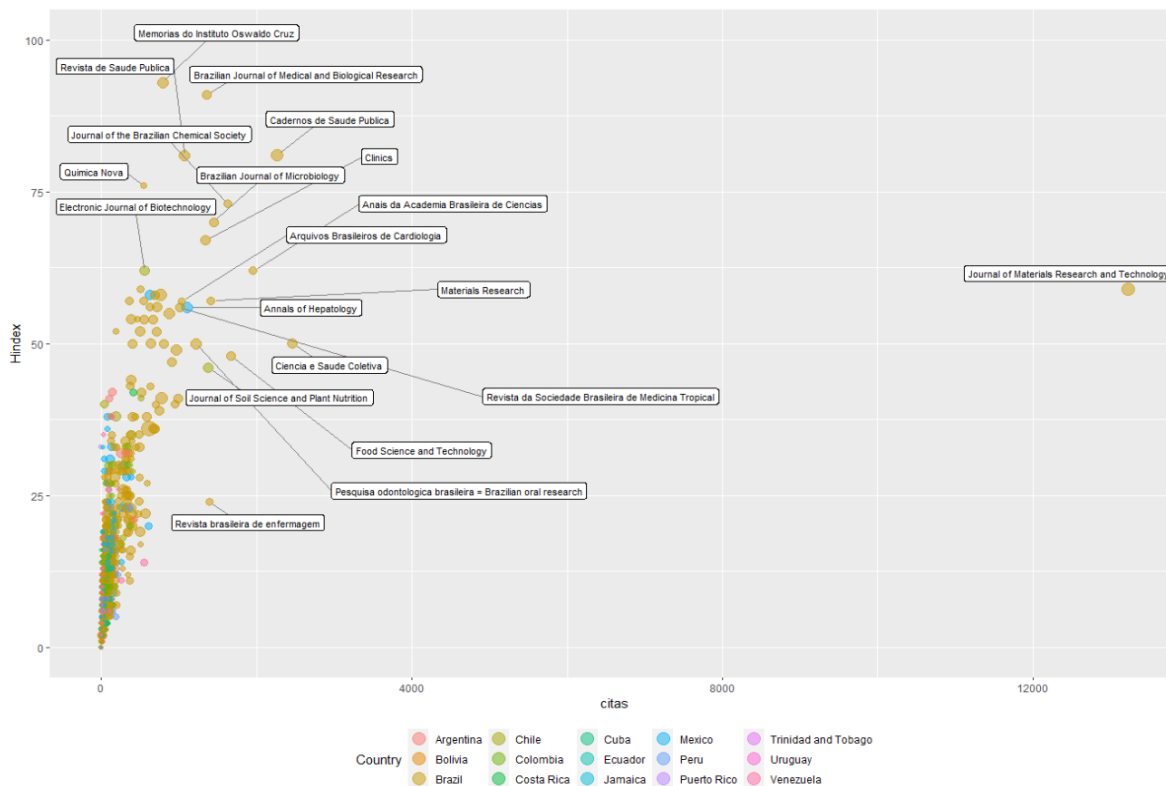 Memorias do Instituto Oswaldo Cruz
100
Revista de Saude Publica
Brazilian Journal of Medical and Biological Research
Cadernos de Saude Publica
Journal of the Brazilian Chemical Society
Clinics
Quimica Nova
Brazilian Journal of Microbiology
75
Electronic Journal of Biotechnology
Anais da Academia Brasileira de Ciencias
Arquivos Brasileiros de Cardiologia
Journal of Materials Research and Technology
Materials Research
Annals of Hepatology
Hindex
50
Ciencia e Saude Coletiva
Journal of Soil Science and Plant Nutrition
Revista da Sociedade Brasileira de Medicina Tropical
Food Science and Technology
Pesquisa odontologica brasileira = Brazilian oral research
25
Revista brasileira de enfermagem
0
0 4000 8000 12000
citas
Country
Argentina Chile Cuba Mexico Trinidad and Tobago
Bolivia Colombia Ecuador Peru Uruguay
Brazil Costa Rica Jamaica Puerto Rico Venezuela